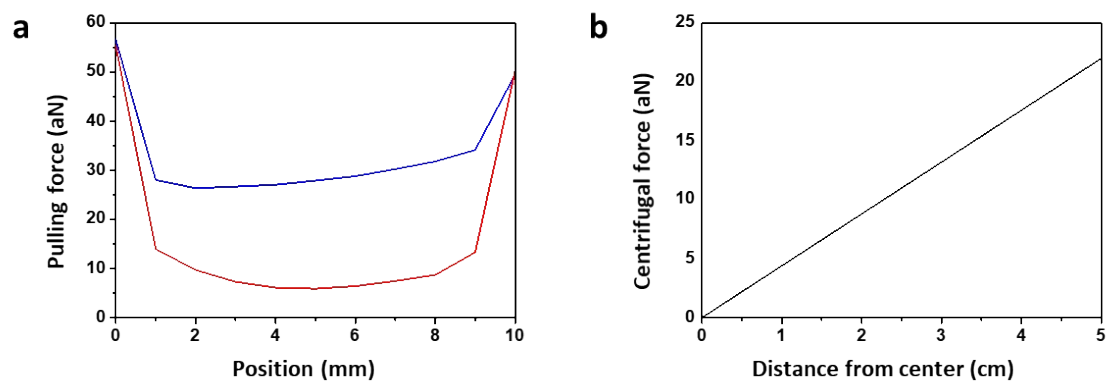 a
60
50
40
30
20
10
0
0 2 4 6 8 10
Pulling force (aN)
Position (mm)
b
25
20
15
10
5
0
0 1 2 3 4 5
Centrifugal force (aN)
Distance from center (cm)